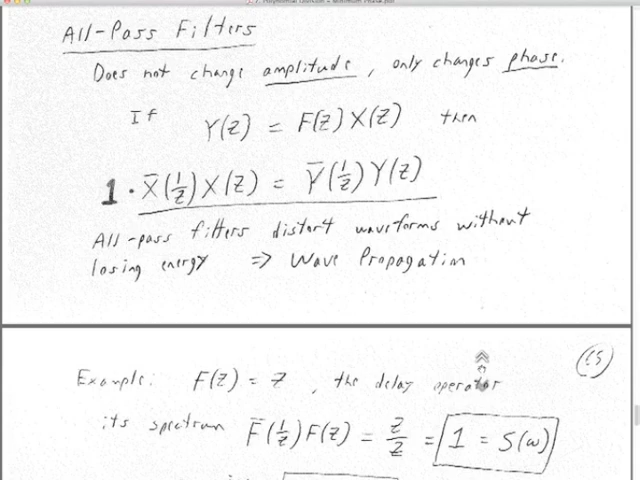 All-Pass Filters
Does not change amplitude, only changes phase.
If Y(Z) = F(Z) X(Z) then
1 · X̄(1/Z) X(Z) = Ȳ(1/Z) Y(Z)
All-pass filters distort waveforms without
losing energy ⇒ Wave Propagation
15
Example: F(Z) = Z, the delay operator
its spectrum F̄(1/Z) F(Z) = Z/Z = 1 = S(ω)